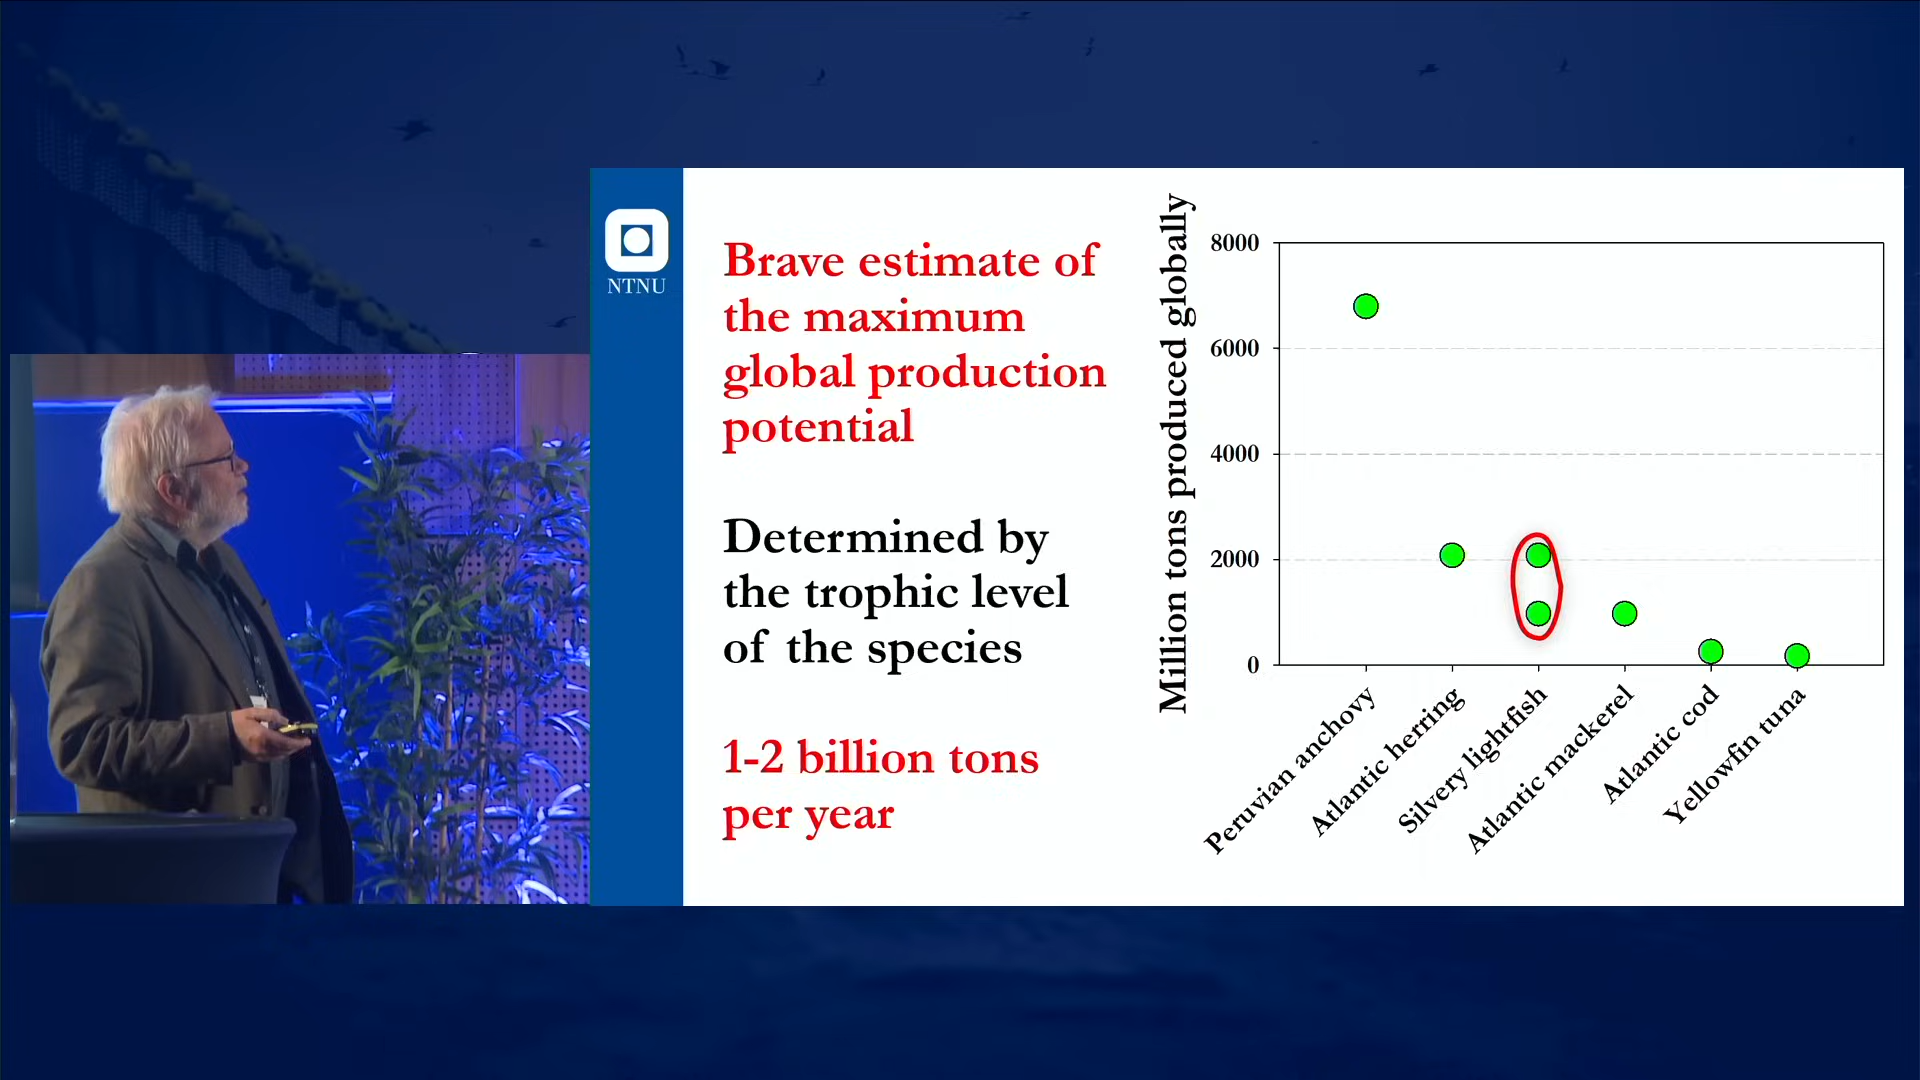 NTNU
Brave estimate of
the maximum
global production
potential
Determined by
the trophic level
of the species
1-2 billion tons
per year
Million tons produced globally
8000
6000
4000
2000
0
Peruvian anchovy
Atlantic herring
Silvery lightfish
Atlantic mackerel
Atlantic cod
Yellowfin tuna